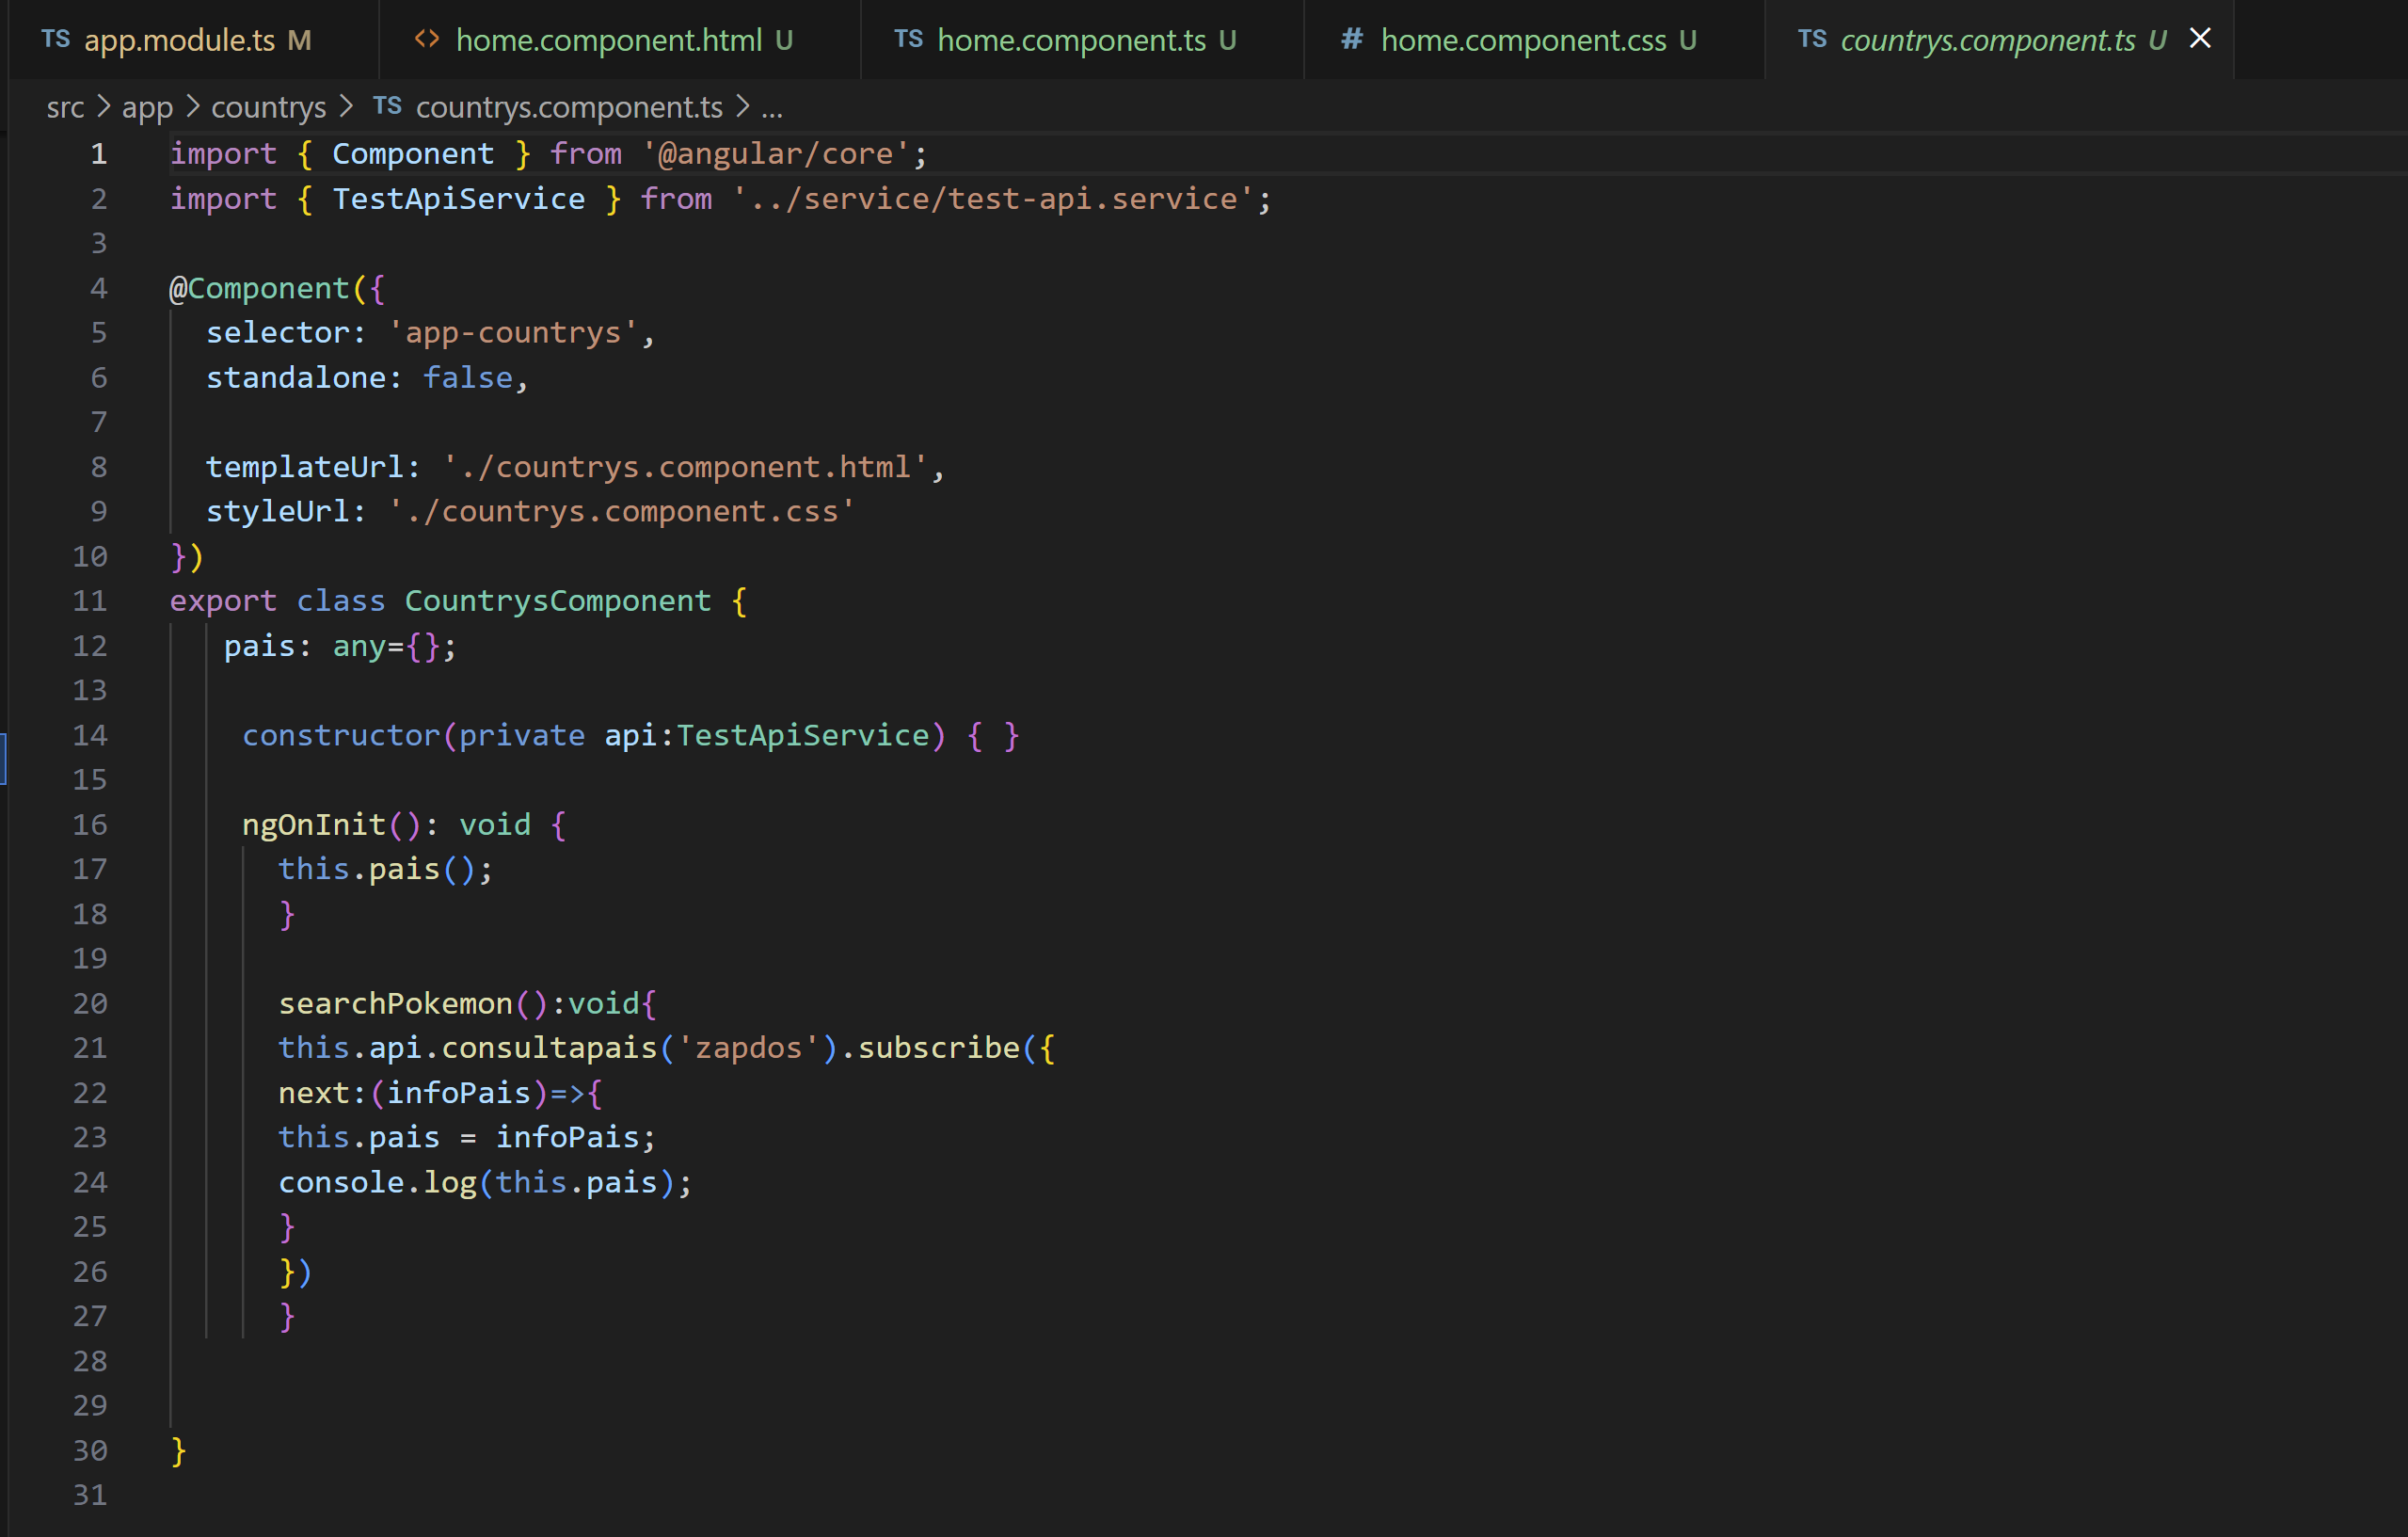 TS app.module.ts M <> home.component.html U TS home.component.ts U # home.component.css U TS countrys.component.ts U ×
src > app > countrys > TS countrys.component.ts > ...
1 import { Component } from '@angular/core';
2 import { TestApiService } from '../service/test-api.service';
3
4 @Component({
5 selector: 'app-countrys',
6 standalone: false,
7
8 templateUrl: './countrys.component.html',
9 styleUrl: './countrys.component.css'
10 })
11 export class CountrysComponent {
12 pais: any={};
13
14 constructor(private api:TestApiService) { }
15
16 ngOnInit(): void {
17 this.pais();
18 }
19
20 searchPokemon():void{
21 this.api.consultapais('zapdos').subscribe({
22 next:(infoPais)=>{
23 this.pais = infoPais;
24 console.log(this.pais);
25 }
26 })
27 }
28
29
30 }
31